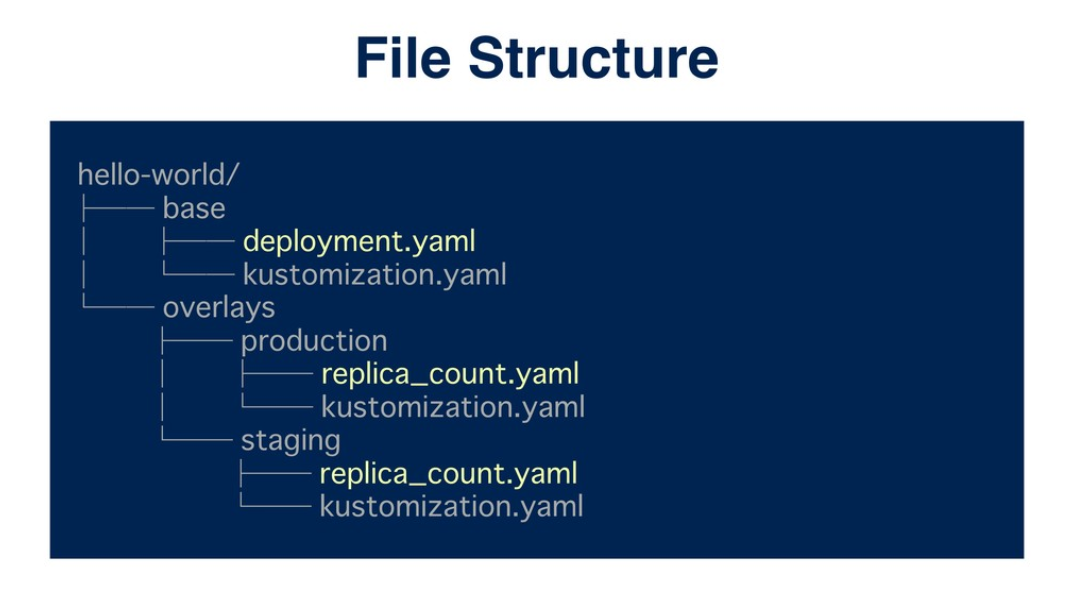 File Structure
hello-world/
├── base
│ ├── deployment.yaml
│ └── kustomization.yaml
└── overlays
├── production
│ ├── replica_count.yaml
│ └── kustomization.yaml
└── staging
├── replica_count.yaml
└── kustomization.yaml